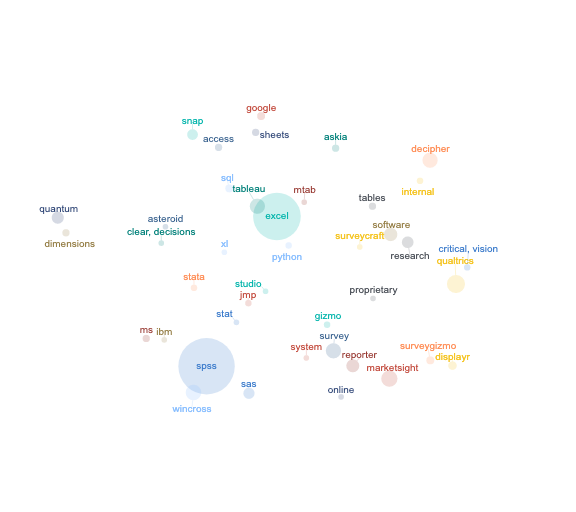 google
snap
sheets
access
askia
decipher
sql
tableau
mtab
internal
tables
quantum
excel
asteroid
software
clear, decisions
surveycraft
dimensions
critical, vision
xl
python
research
qualtrics
stata
studio
proprietary
jmp
stat
gizmo
ms
ibm
survey
system
surveygizmo
reporter
displayr
spss
marketsight
sas
online
wincross